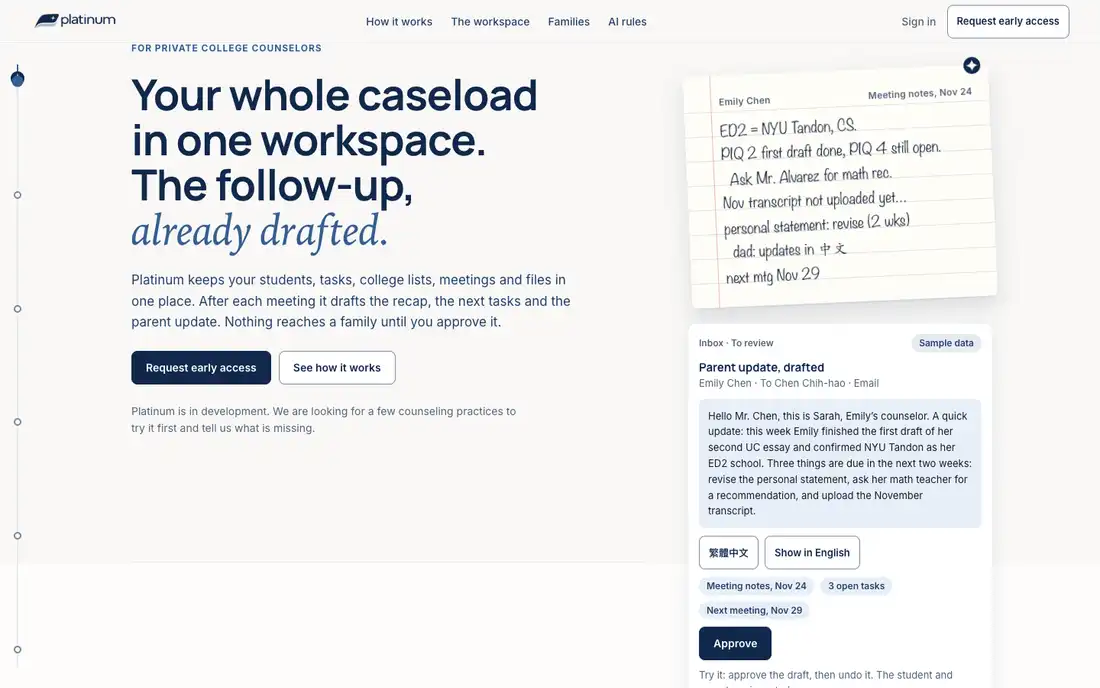 platinum
How it works
The workspace
Families
AI rules
Sign in
Request early access
FOR PRIVATE COLLEGE COUNSELORS
Your whole caseload
in one workspace.
The follow-up,
already drafted.
Platinum keeps your students, tasks, college lists, meetings and files in
one place. After each meeting it drafts the recap, the next tasks and the
parent update. Nothing reaches a family until you approve it.
Request early access
See how it works
Platinum is in development. We are looking for a few counseling practices to
try it first and tell us what is missing.
Emily Chen
Meeting notes, Nov 24
ED2 = NYU Tandon, CS.
PIQ 2 first draft done, PIQ 4 still open.
Ask Mr. Alvarez for math rec.
Nov transcript not uploaded yet...
personal statement: revise (2 wks)
dad: updates in 中文
next mtg Nov 29
Inbox · To review
Sample data
Parent update, drafted
Emily Chen · To Chen Chih-hao · Email
Hello Mr. Chen, this is Sarah, Emily’s counselor. A quick
update: this week Emily finished the first draft of her
second UC essay and confirmed NYU Tandon as her
ED2 school. Three things are due in the next two weeks:
revise the personal statement, ask her math teacher for
a recommendation, and upload the November
transcript.
繁體中文
Show in English
Meeting notes, Nov 24
3 open tasks
Next meeting, Nov 29
Approve
Try it: approve the draft, then undo it. The student and